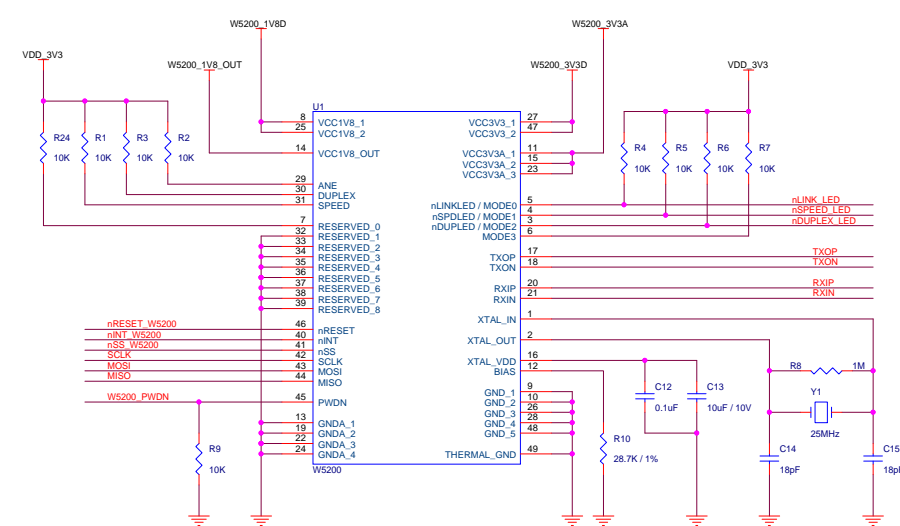 W5200_1V8D
W5200_3V3A
VDD_3V3
W5200_1V8_OUT
W5200_3V3D
VDD_3V3
U1
8 VCC1V8_1
25 VCC1V8_2
14 VCC1V8_OUT
29 ANE
30 DUPLEX
31 SPEED
7 RESERVED_0
32 RESERVED_1
33 RESERVED_2
34 RESERVED_3
35 RESERVED_4
36 RESERVED_5
37 RESERVED_6
38 RESERVED_7
39 RESERVED_8
46 nRESET
40 nINT
41 nSS
42 SCLK
43 MOSI
44 MISO
45 PWDN
13 GNDA_1
19 GNDA_2
22 GNDA_3
24 GNDA_4
W5200
VCC3V3_1 27
VCC3V3_2 47
VCC3V3A_1 11
VCC3V3A_2 15
VCC3V3A_3 23
nLINKLED / MODE0 5
nSPDLED / MODE1 4
nDUPLED / MODE2 3
MODE3 6
TXOP 17
TXON 18
RXIP 20
RXIN 21
XTAL_IN 1
XTAL_OUT 2
XTAL_VDD 16
BIAS 12
GND_1 9
GND_2 10
GND_3 26
GND_4 28
GND_5 48
THERMAL_GND 49
R24
10K
R1
10K
R3
10K
R2
10K
R4
10K
R5
10K
R6
10K
R7
10K
nLINK_LED
nSPEED_LED
nDUPLEX_LED
TXOP
TXON
RXIP
RXIN
nRESET_W5200
nINT_W5200
nSS_W5200
SCLK
MOSI
MISO
W5200_PWDN
R9
10K
R10
28.7K / 1%
C12
0.1uF
C13
10uF / 10V
R8 1M
Y1
25MHz
C14
18pF
C15